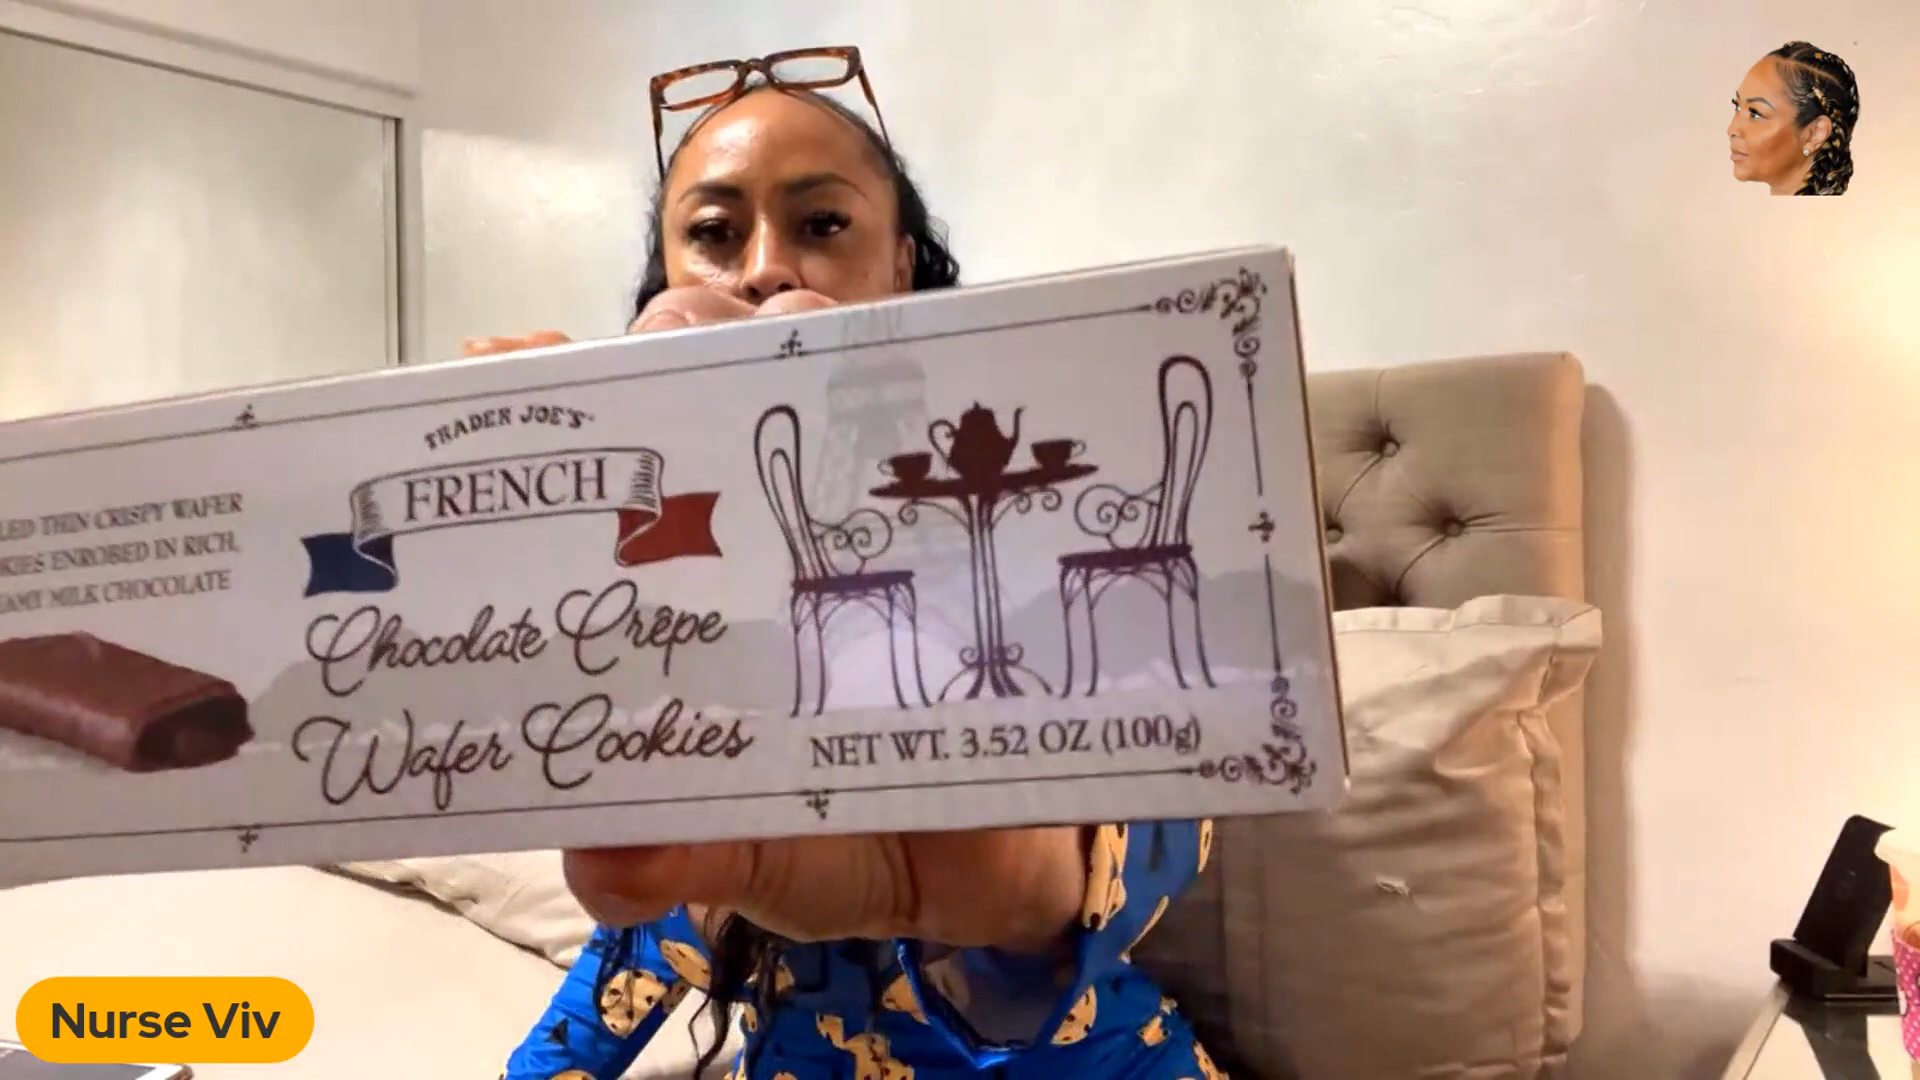 TRADER JOE'S
FRENCH
Chocolate Crêpe
Wafer Cookies
THIN CRISPY WAFER
ENROBED IN RICH,
MILK CHOCOLATE
NET WT. 3.52 OZ (100g)
Nurse Viv